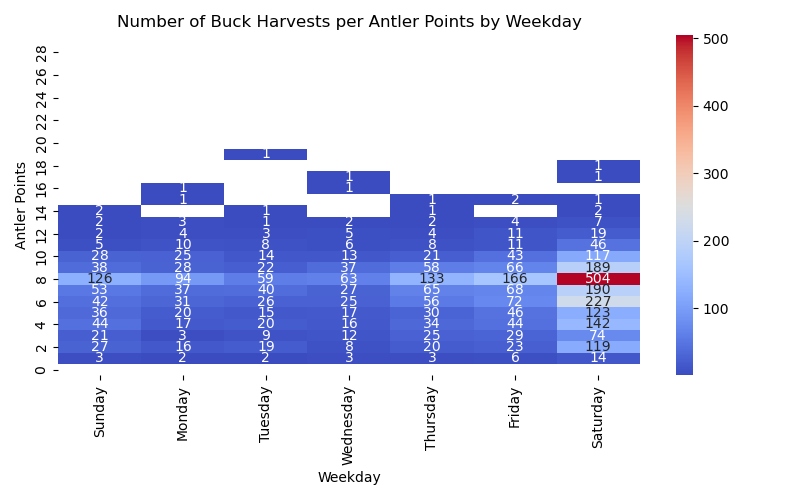 Number of Buck Harvests per Antler Points by Weekday
Antler Points
28
26
24
22
20
1
18 1
1 1
16 1 1
1 1 2 1
14 2 1 1 2
2 3 1 2 2 4 7
12 2 4 3 5 4 11 19
5 10 8 6 8 11 46
10 28 25 14 13 21 43 117
38 28 22 37 58 66 189
8 126 94 59 63 133 166 504
53 37 40 27 65 68 190
6 42 31 26 25 56 72 227
36 20 15 17 30 46 123
4 44 17 20 16 34 44 142
21 3 9 12 25 29 74
2 27 16 19 8 20 23 119
3 2 2 3 3 6 14
0
Sunday
Monday
Tuesday
Wednesday
Thursday
Friday
Saturday
Weekday
500
400
300
200
100